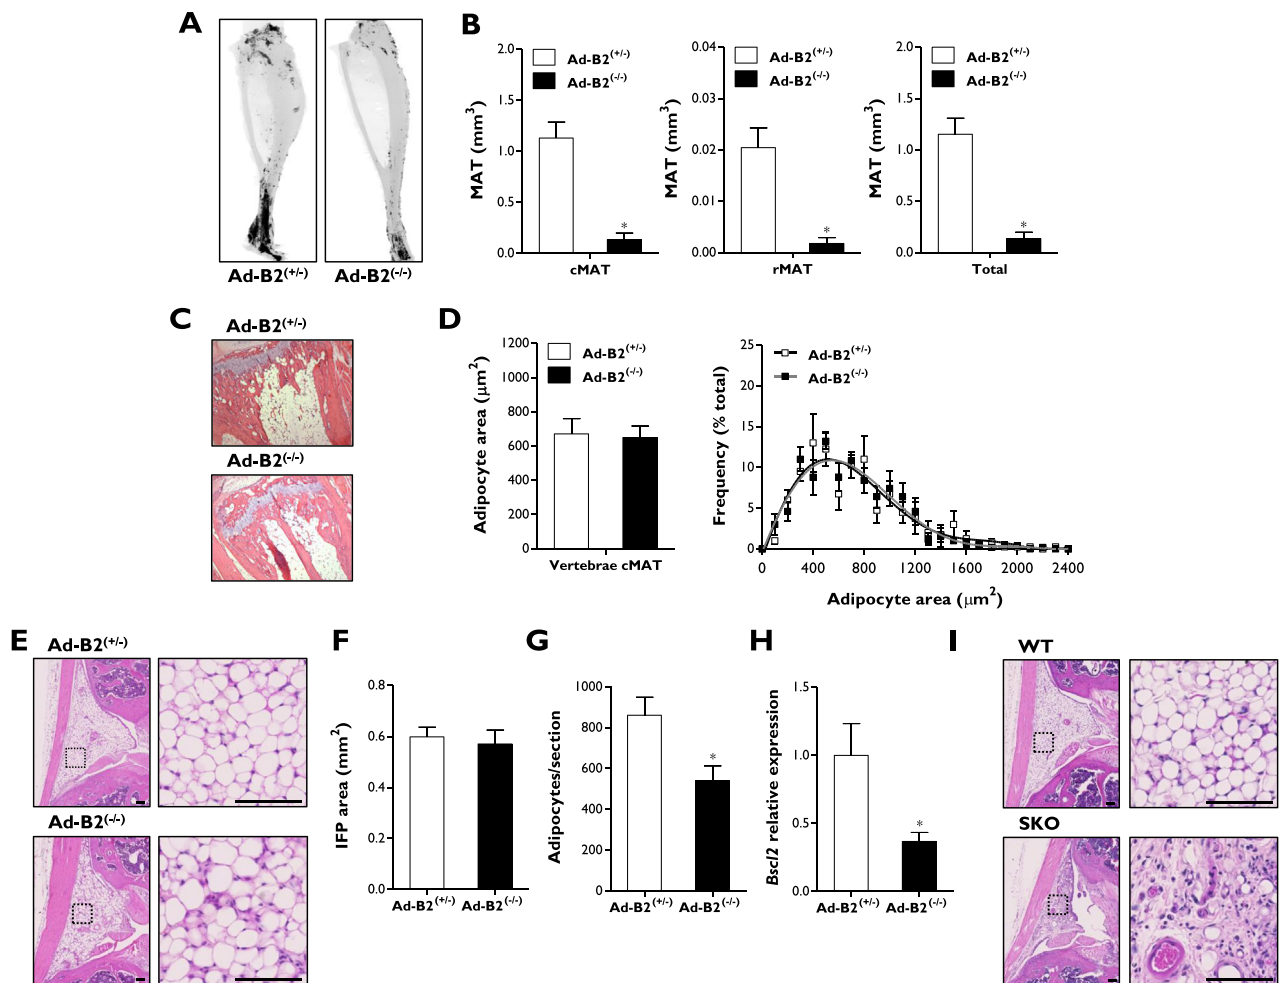 A
Ad-B2(+/-)
Ad-B2(-/-)
B
MAT (mm3)
2.0
1.5
1.0
0.5
0.0
Ad-B2(+/-)
Ad-B2(-/-)
*
cMAT
MAT (mm3)
0.04
0.03
0.02
0.01
0.00
Ad-B2(+/-)
Ad-B2(-/-)
*
rMAT
MAT (mm3)
2.0
1.5
1.0
0.5
0.0
Ad-B2(+/-)
Ad-B2(-/-)
*
Total
C
Ad-B2(+/-)
Ad-B2(-/-)
D
Adipocyte area (μm2)
1200
1000
800
600
400
200
0
Ad-B2(+/-)
Ad-B2(-/-)
Vertebrae cMAT
Frequency (% total)
25
20
15
10
5
0
Ad-B2(+/-)
Ad-B2(-/-)
0 400 800 1200 1600 2000 2400
Adipocyte area (μm2)
E
Ad-B2(+/-)
Ad-B2(-/-)
F
IFP area (mm2)
0.8
0.6
0.4
0.2
0.0
Ad-B2(+/-) Ad-B2(-/-)
G
Adipocytes/section
1000
800
600
400
200
0
*
Ad-B2(+/-) Ad-B2(-/-)
H
Bscl2 relative expression
1.5
1.0
0.5
0.0
*
Ad-B2(+/-) Ad-B2(-/-)
I
WT
SKO